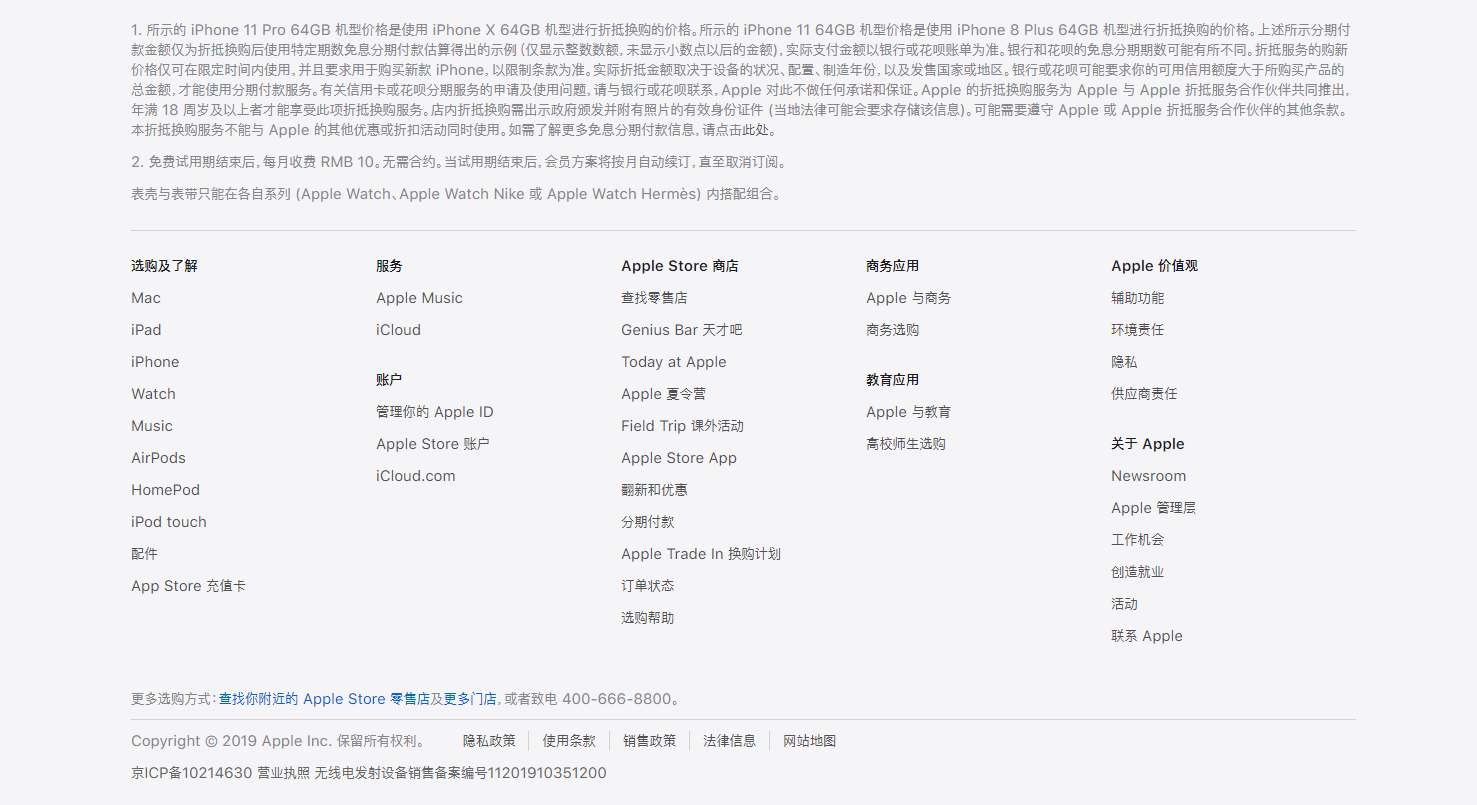 1. 所示的 iPhone 11 Pro 64GB 机型价格是使用 iPhone X 64GB 机型进行折抵换购的价格。所示的 iPhone 11 64GB 机型价格是使用 iPhone 8 Plus 64GB 机型进行折抵换购的价格。上述所示分期付
款金额仅为折抵换购后使用特定期数免息分期付款估算得出的示例 (仅显示整数数额，未显示小数点以后的金额)，实际支付金额以银行或花呗账单为准。银行和花呗的免息分期期数可能有所不同。折抵服务的购新
价格仅可在限定时间内使用，并且要求用于购买新款 iPhone，以限制条款为准。实际折抵金额取决于设备的状况、配置、制造年份，以及发售国家或地区。银行或花呗可能要求你的可用信用额度大于所购买产品的
总金额，才能使用分期付款服务。有关信用卡或花呗分期服务的申请及使用问题，请与银行或花呗联系，Apple 对此不做任何承诺和保证。Apple 的折抵换购服务为 Apple 与 Apple 折抵服务合作伙伴共同推出，
年满 18 周岁及以上者才能享受此项折抵换购服务。店内折抵换购需出示政府颁发并附有照片的有效身份证件 (当地法律可能会要求存储该信息)。可能需要遵守 Apple 或 Apple 折抵服务合作伙伴的其他条款。
本折抵换购服务不能与 Apple 的其他优惠或折扣活动同时使用。如需了解更多免息分期付款信息，请点击此处。
2. 免费试用期结束后，每月收费 RMB 10。无需合约。当试用期结束后，会员方案将按月自动续订，直至取消订阅。
表壳与表带只能在各自系列 (Apple Watch、Apple Watch Nike 或 Apple Watch Hermès) 内搭配组合。
选购及了解
Mac
iPad
iPhone
Watch
Music
AirPods
HomePod
iPod touch
配件
App Store 充值卡
服务
Apple Music
iCloud
账户
管理你的 Apple ID
Apple Store 账户
iCloud.com
Apple Store 商店
查找零售店
Genius Bar 天才吧
Today at Apple
Apple 夏令营
Field Trip 课外活动
Apple Store App
翻新和优惠
分期付款
Apple Trade In 换购计划
订单状态
选购帮助
商务应用
Apple 与商务
商务选购
教育应用
Apple 与教育
高校师生选购
Apple 价值观
辅助功能
环境责任
隐私
供应商责任
关于 Apple
Newsroom
Apple 管理层
工作机会
创造就业
活动
联系 Apple
更多选购方式：查找你附近的 Apple Store 零售店及更多门店，或者致电 400-666-8800。
Copyright © 2019 Apple Inc. 保留所有权利。 隐私政策 使用条款 销售政策 法律信息 网站地图
京ICP备10214630 营业执照 无线电发射设备销售备案编号11201910351200